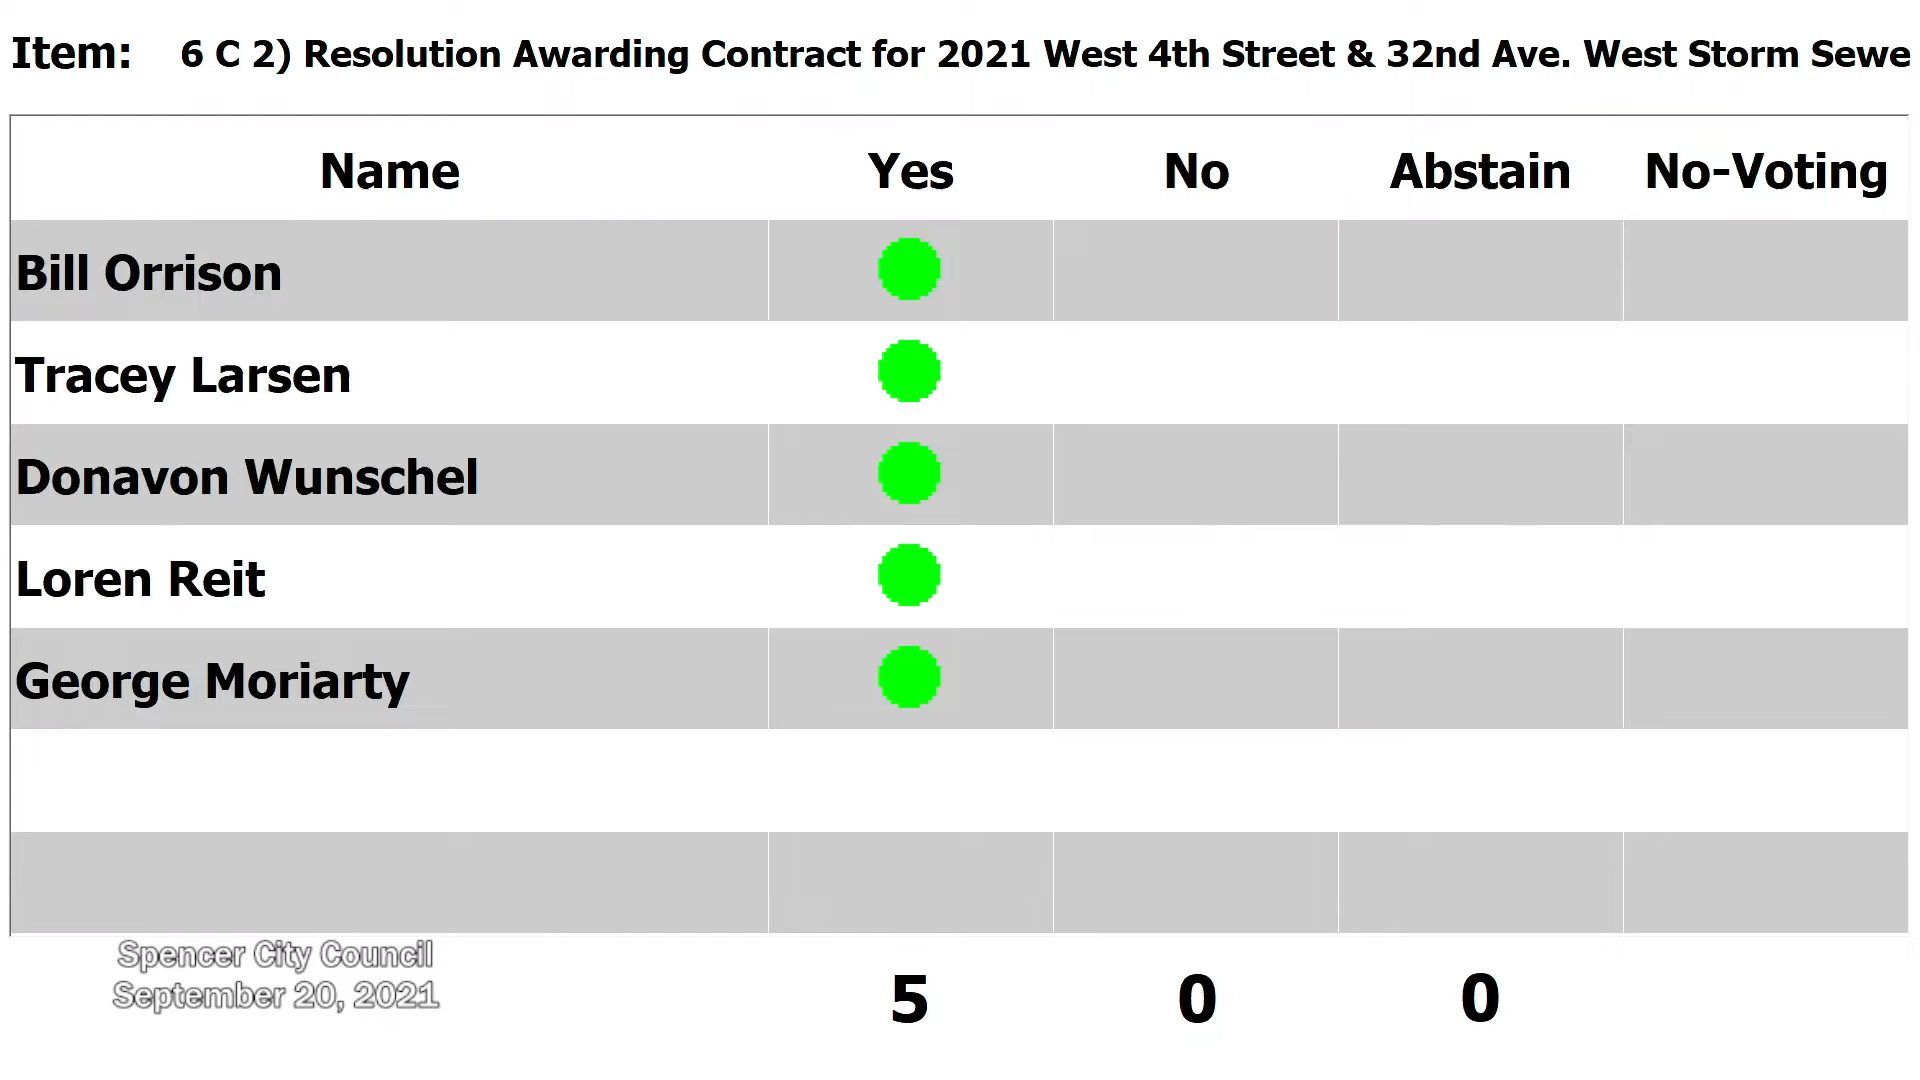 Item: 6 C 2) Resolution Awarding Contract for 2021 West 4th Street & 32nd Ave. West Storm Sewe
Name Yes No Abstain No-Voting
Bill Orrison
Tracey Larsen
Donavon Wunschel
Loren Reit
George Moriarty
Spencer City Council
September 20, 2021
5 0 0